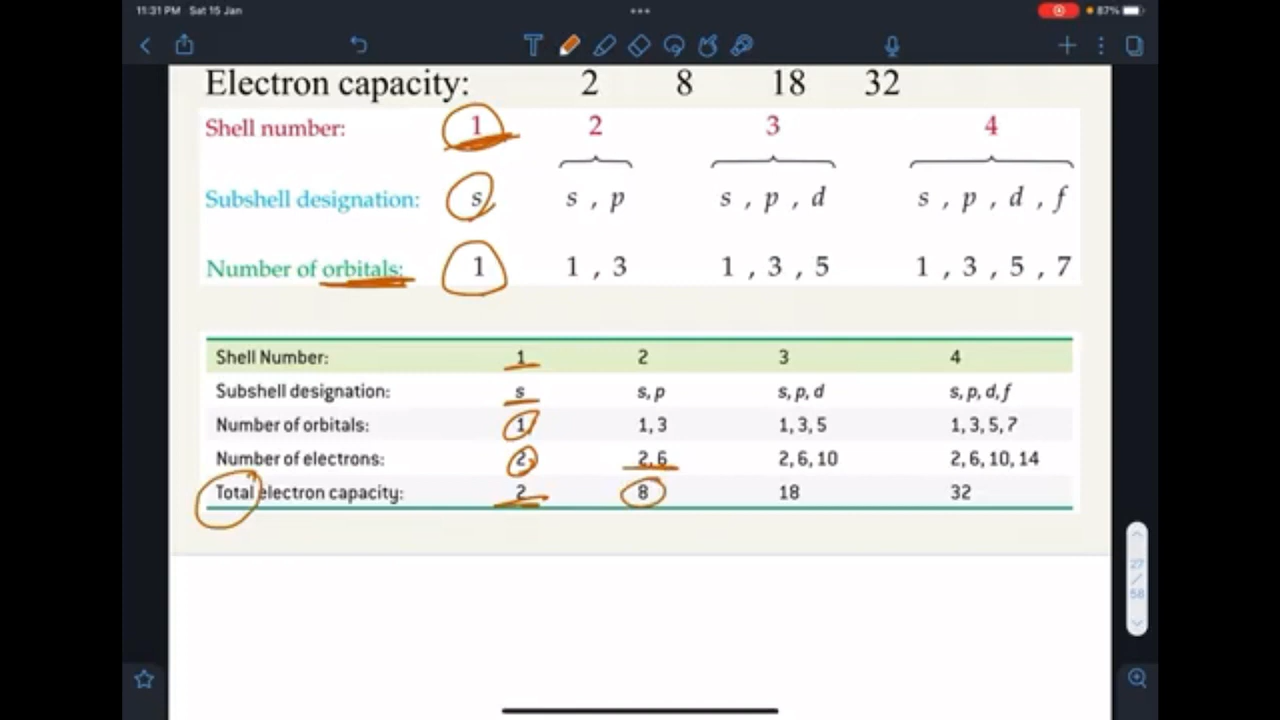 11:31 PM Sat 15 Jan
87%
Electron capacity: 2 8 18 32
Shell number: 1 2 3 4
Subshell designation: s s , p s , p , d s , p , d , f
Number of orbitals: 1 1 , 3 1 , 3 , 5 1 , 3 , 5 , 7
Shell Number: 1 2 3 4
Subshell designation: s s, p s, p, d s, p, d, f
Number of orbitals: 1 1, 3 1, 3, 5 1, 3, 5, 7
Number of electrons: 2 2, 6 2, 6, 10 2, 6, 10, 14
Total electron capacity: 2 8 18 32
27
/
58